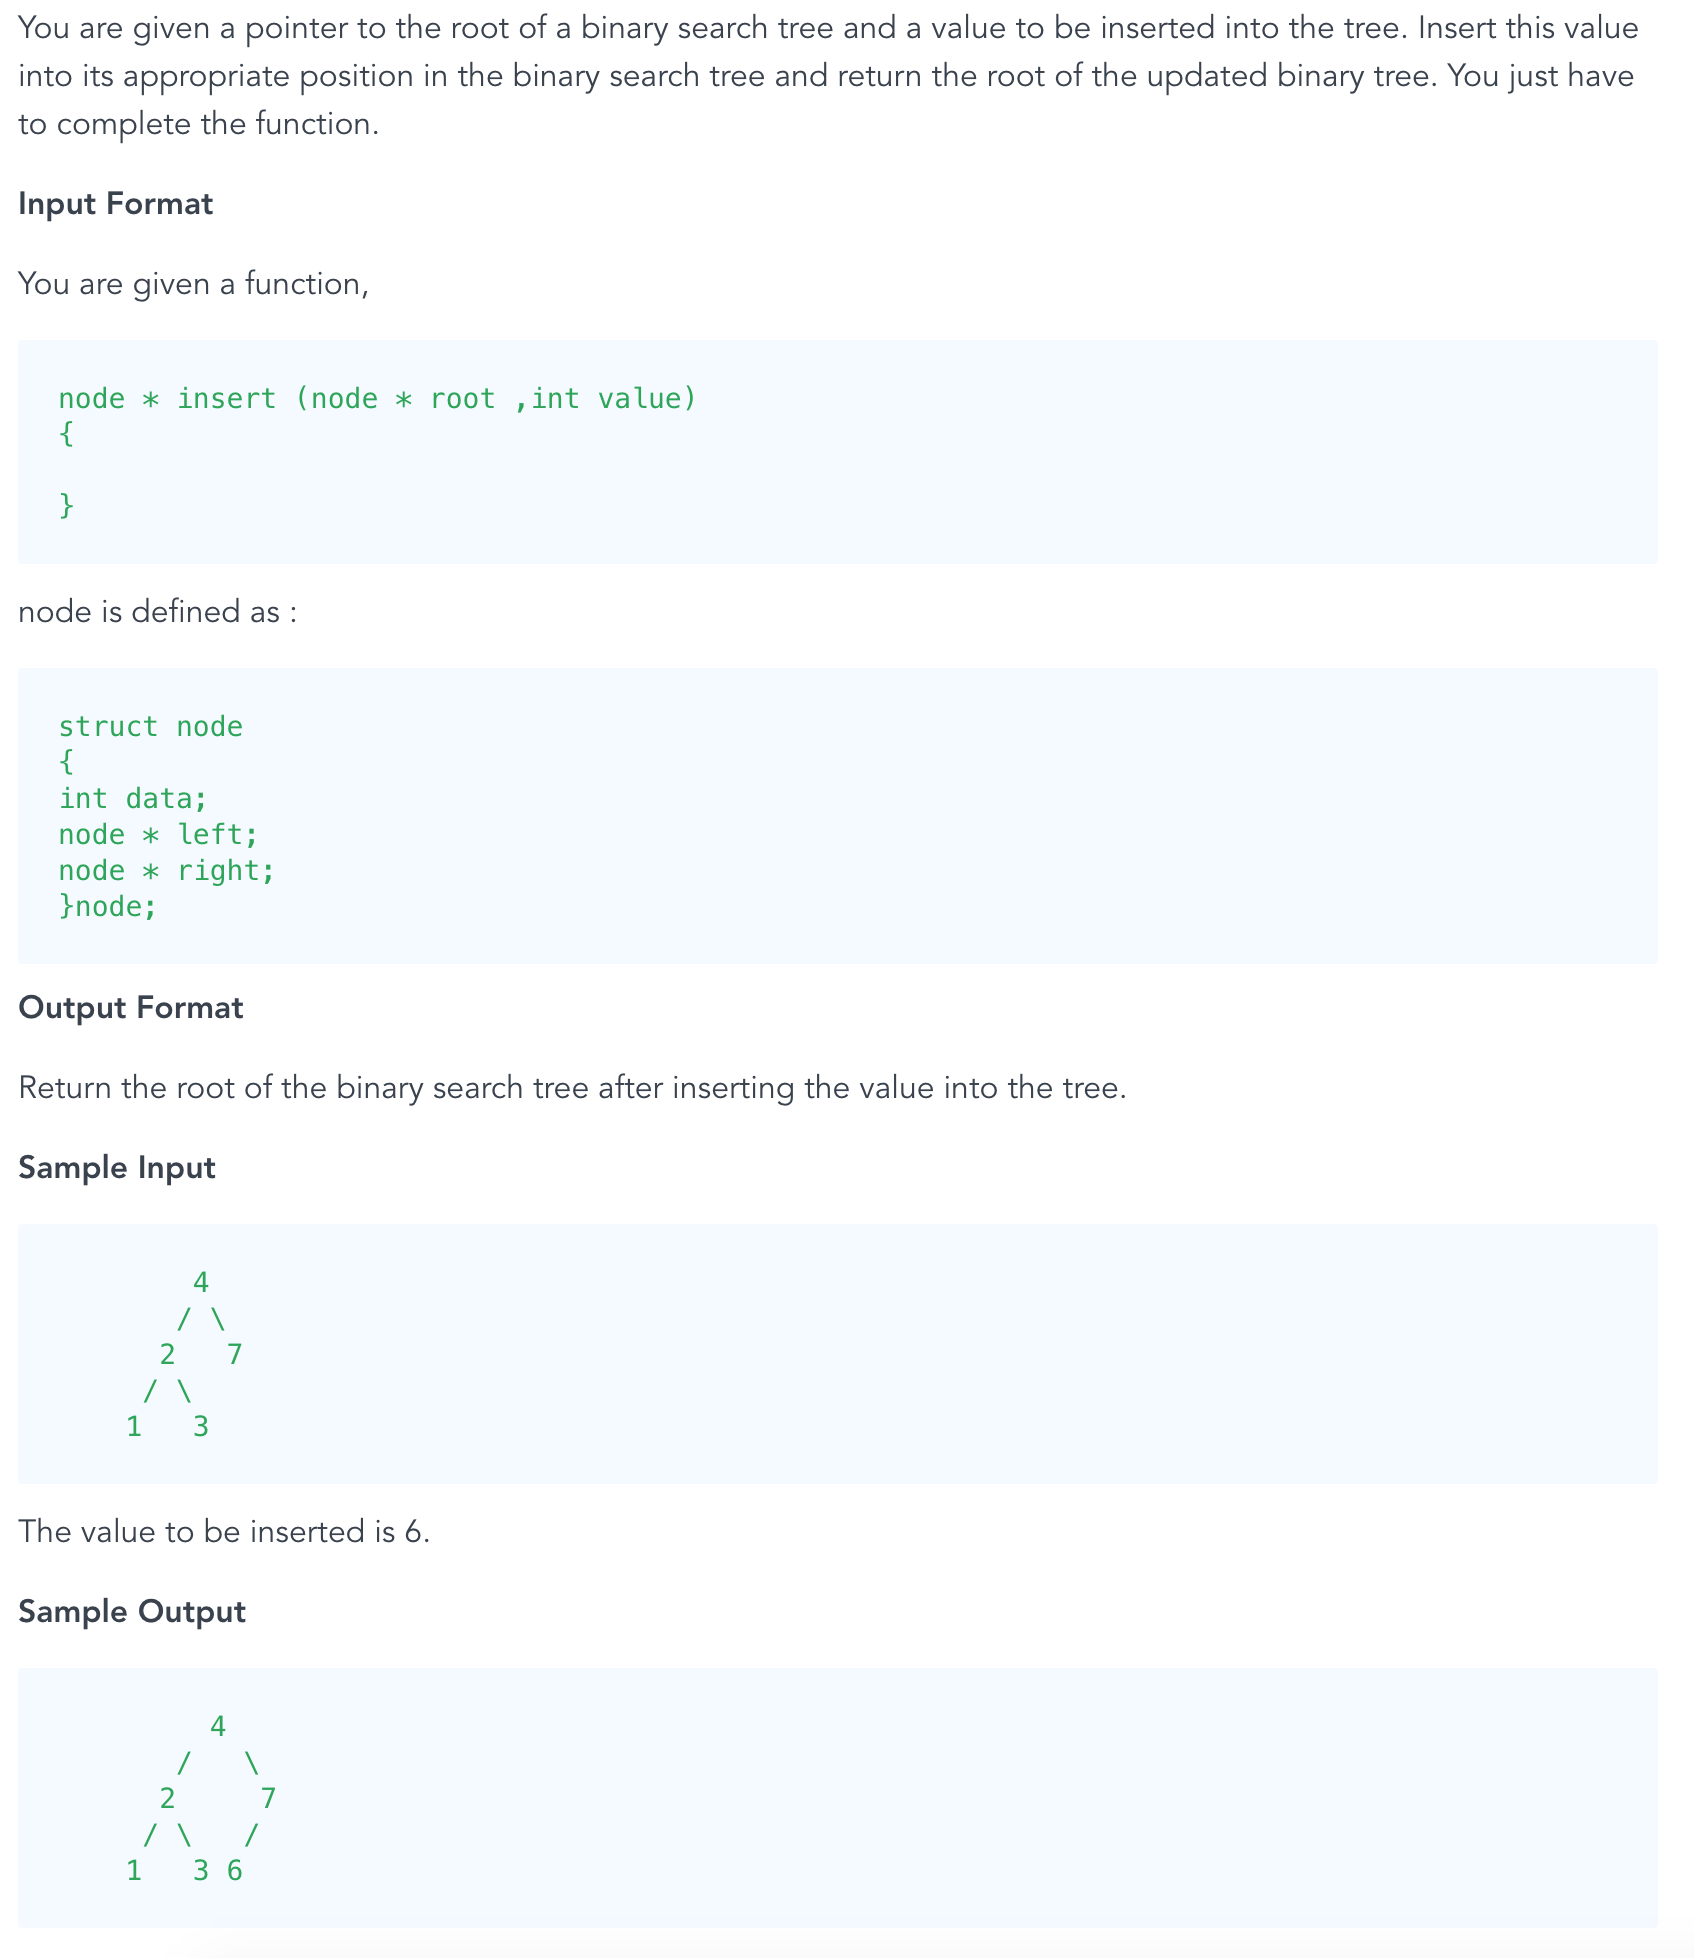 You are given a pointer to the root of a binary search tree and a value to be inserted into the tree. Insert this value
into its appropriate position in the binary search tree and return the root of the updated binary tree. You just have
to complete the function.
Input Format
You are given a function,
node * insert (node * root ,int value)
{
}
node is defined as :
struct node
{
int data;
node * left;
node * right;
}node;
Output Format
Return the root of the binary search tree after inserting the value into the tree.
Sample Input
4
/ \
2   7
/ \
1   3
The value to be inserted is 6.
Sample Output
4
/   \
2     7
/ \   /
1   3 6